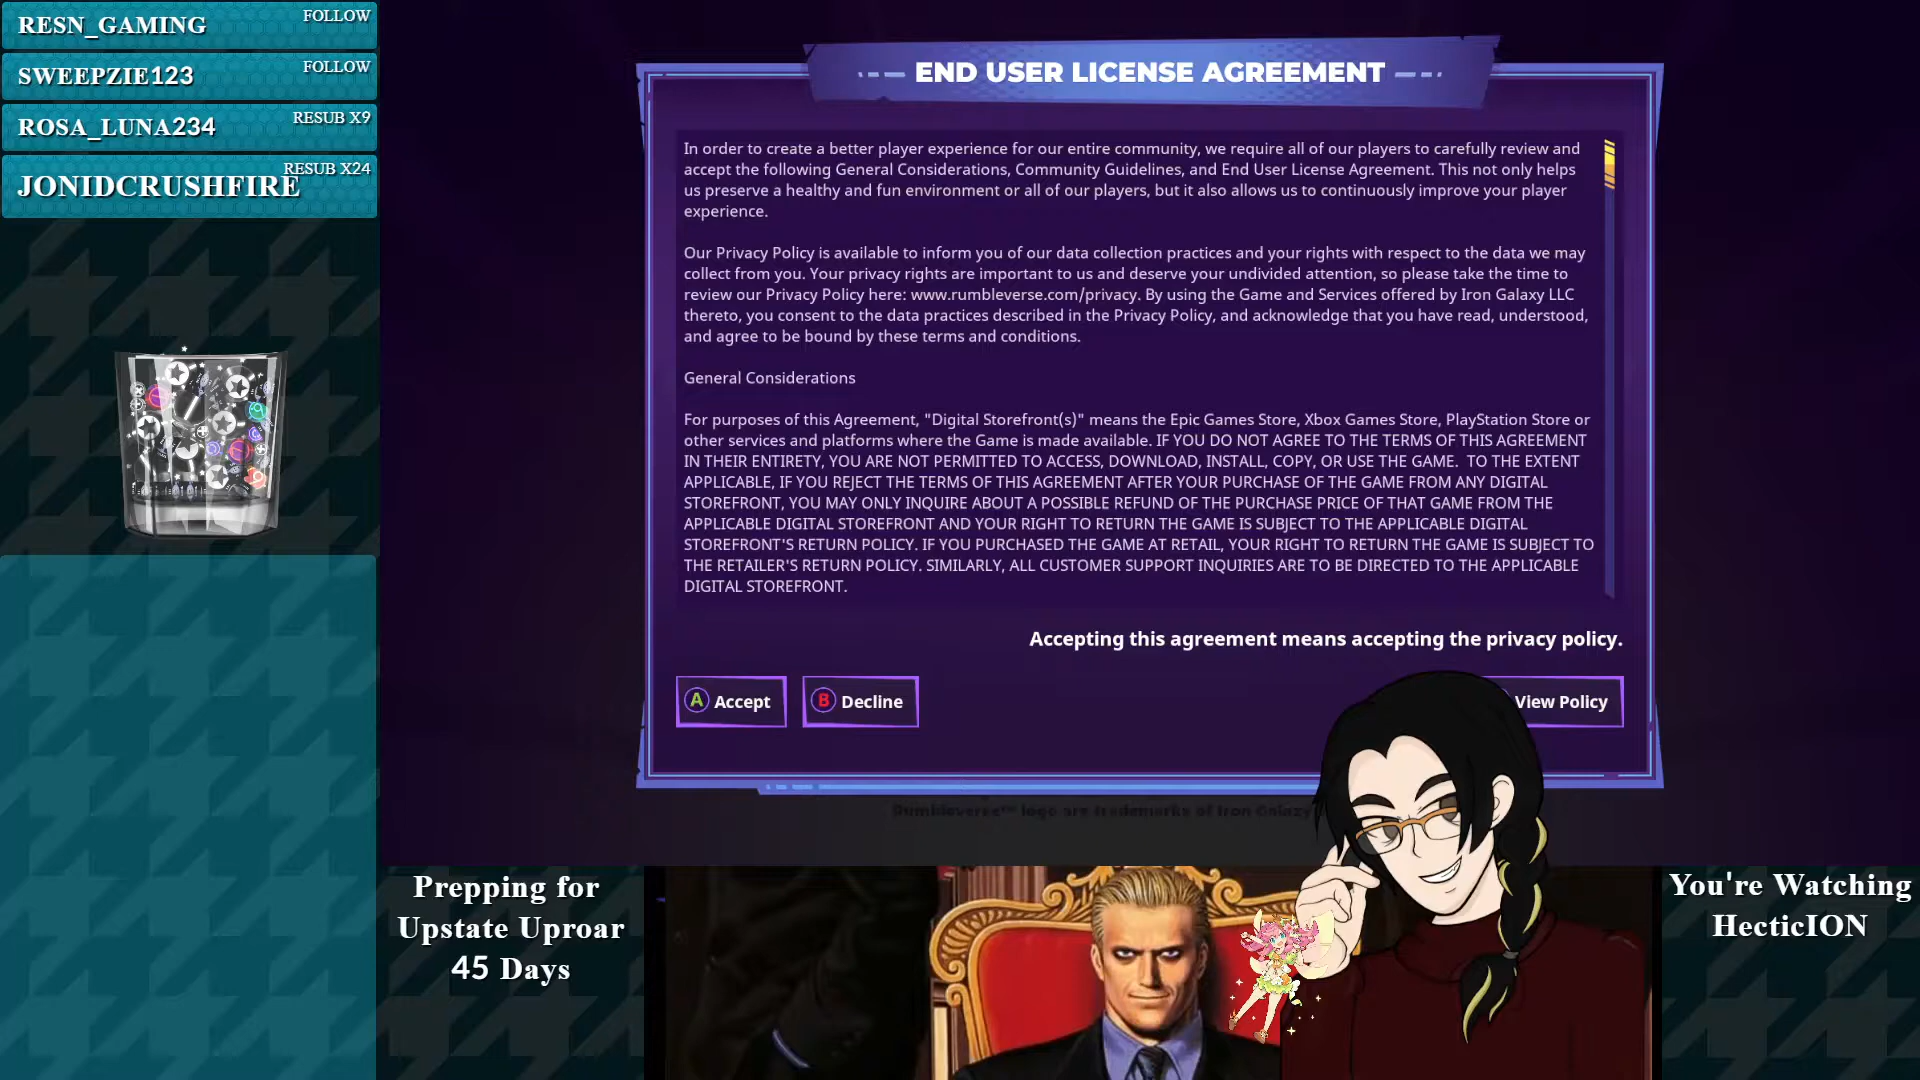 RESN_GAMING
FOLLOW
SWEEPZIE123
FOLLOW
ROSA_LUNA234
RESUB X9
JONIDCRUSHFIRE
RESUB X24
END USER LICENSE AGREEMENT
In order to create a better player experience for our entire community, we require all of our players to carefully review and
accept the following General Considerations, Community Guidelines, and End User License Agreement. This not only helps
us preserve a healthy and fun environment or all of our players, but it also allows us to continuously improve your player
experience.
Our Privacy Policy is available to inform you of our data collection practices and your rights with respect to the data we may
collect from you. Your privacy rights are important to us and deserve your undivided attention, so please take the time to
review our Privacy Policy here: www.rumbleverse.com/privacy. By using the Game and Services offered by Iron Galaxy LLC
thereto, you consent to the data practices described in the Privacy Policy, and acknowledge that you have read, understood,
and agree to be bound by these terms and conditions.
General Considerations
For purposes of this Agreement, "Digital Storefront(s)" means the Epic Games Store, Xbox Games Store, PlayStation Store or
other services and platforms where the Game is made available. IF YOU DO NOT AGREE TO THE TERMS OF THIS AGREEMENT
IN THEIR ENTIRETY, YOU ARE NOT PERMITTED TO ACCESS, DOWNLOAD, INSTALL, COPY, OR USE THE GAME.  TO THE EXTENT
APPLICABLE, IF YOU REJECT THE TERMS OF THIS AGREEMENT AFTER YOUR PURCHASE OF THE GAME FROM ANY DIGITAL
STOREFRONT, YOU MAY ONLY INQUIRE ABOUT A POSSIBLE REFUND OF THE PURCHASE PRICE OF THAT GAME FROM THE
APPLICABLE DIGITAL STOREFRONT AND YOUR RIGHT TO RETURN THE GAME IS SUBJECT TO THE APPLICABLE DIGITAL
STOREFRONT'S RETURN POLICY. IF YOU PURCHASED THE GAME AT RETAIL, YOUR RIGHT TO RETURN THE GAME IS SUBJECT TO
THE RETAILER'S RETURN POLICY. SIMILARLY, ALL CUSTOMER SUPPORT INQUIRIES ARE TO BE DIRECTED TO THE APPLICABLE
DIGITAL STOREFRONT.
Accepting this agreement means accepting the privacy policy.
A Accept
B Decline
View Policy
Rumbleverse™ logo are trademarks of Iron Galaxy
Prepping for
Upstate Uproar
45 Days
You're Watching
HecticION